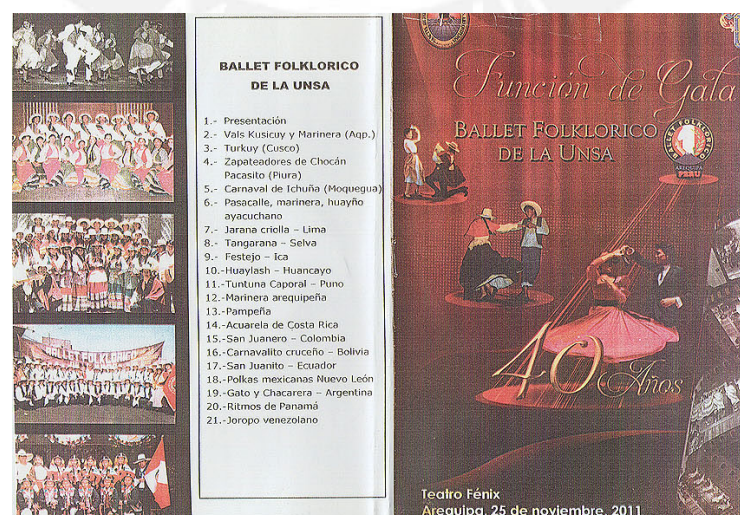 BALLET FOLKLORICO
DE LA UNSA
1.- Presentación
2.- Vals Kusicuy y Marinera (Aqp.)
3.- Turkuy (Cusco)
4.- Zapateadores de Chocán
Pacasito (Piura)
5.- Carnaval de Ichuña (Moquegua)
6.- Pasacalle, marinera, huayño
ayacuchano
7.- Jarana criolla – Lima
8.- Tangarana – Selva
9.- Festejo – Ica
10.-Huaylash – Huancayo
11.-Tuntuna Caporal – Puno
12.-Marinera arequipeña
13.-Pampeña
14.-Acuarela de Costa Rica
15.-San Juanero – Colombia
16.-Carnavalito cruceño – Bolivia
17.-San Juanito – Ecuador
18.-Polkas mexicanas Nuevo León
19.-Gato y Chacarera – Argentina
20.-Ritmos de Panamá
21.-Joropo venezolano
Función de Gala
BALLET FOLKLORICO
DE LA UNSA
BALLET FOLKLORICO
AREQUIPA
PERU
40 Años
Teatro Fénix
Arequipa, 25 de noviembre, 2011